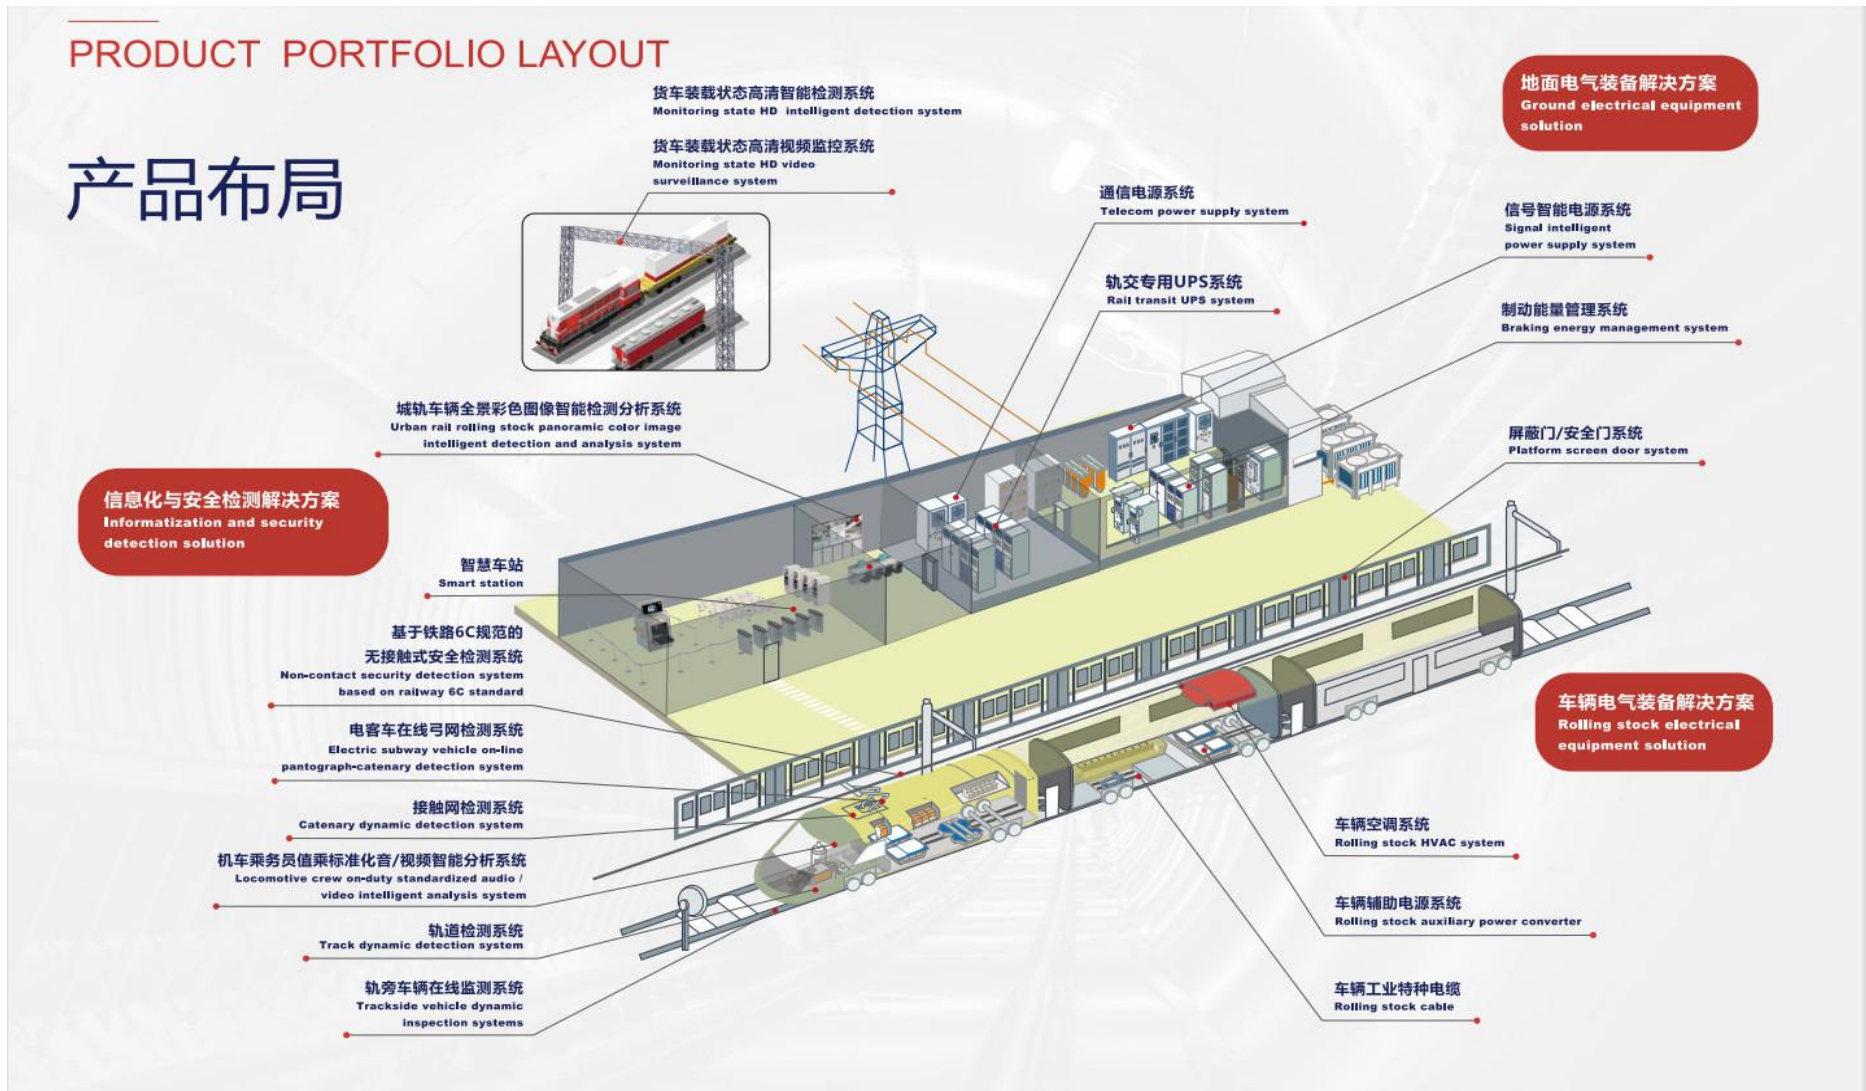 PRODUCT PORTFOLIO LAYOUT
产品布局
货车装载状态高清智能检测系统
Monitoring state HD intelligent detection system
货车装载状态高清视频监控系统
Monitoring state HD video
surveillance system
地面电气装备解决方案
Ground electrical equipment
solution
通信电源系统
Telecom power supply system
信号智能电源系统
Signal intelligent
power supply system
轨交专用UPS系统
Rail transit UPS system
制动能量管理系统
Braking energy management system
城轨车辆全景彩色图像智能检测分析系统
Urban rail rolling stock panoramic color image
intelligent detection and analysis system
屏蔽门/安全门系统
Platform screen door system
信息化与安全检测解决方案
Informatization and security
detection solution
智慧车站
Smart station
基于铁路6C规范的
无接触式安全检测系统
Non-contact security detection system
based on railway 6C standard
电客车在线弓网检测系统
Electric subway vehicle on-line
pantograph-catenary detection system
接触网检测系统
Catenary dynamic detection system
机车乘务员值乘标准化音/视频智能分析系统
Locomotive crew on-duty standardized audio /
video intelligent analysis system
轨道检测系统
Track dynamic detection system
轨旁车辆在线监测系统
Trackside vehicle dynamic
inspection systems
车辆电气装备解决方案
Rolling stock electrical
equipment solution
车辆空调系统
Rolling stock HVAC system
车辆辅助电源系统
Rolling stock auxiliary power converter
车辆工业特种电缆
Rolling stock cable